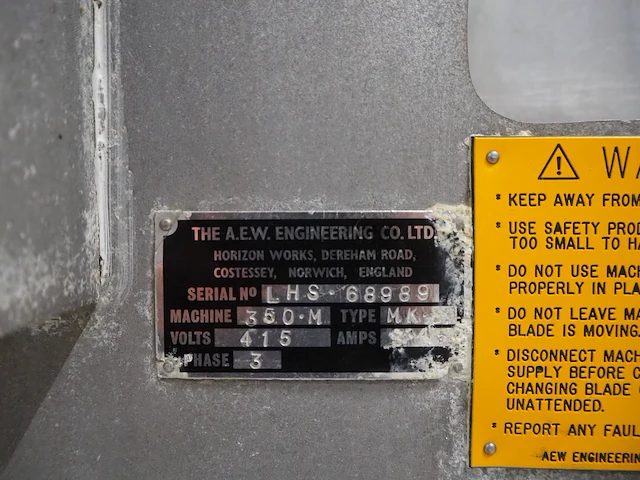 THE A.E.W. ENGINEERING CO. LTD
HORIZON WORKS, DEREHAM ROAD,
COSTESSEY, NORWICH, ENGLAND
SERIAL Nº LHS·68989
MACHINE 350·M TYPE MK
VOLTS 415 AMPS
PHASE 3
WA
* KEEP AWAY FROM
* USE SAFETY PROD
TOO SMALL TO HA
* DO NOT USE MACH
PROPERLY IN PLA
* DO NOT LEAVE MA
BLADE IS MOVING.
* DISCONNECT MACH
SUPPLY BEFORE C
CHANGING BLADE
UNATTENDED.
* REPORT ANY FAUL
AEW ENGINEERIN